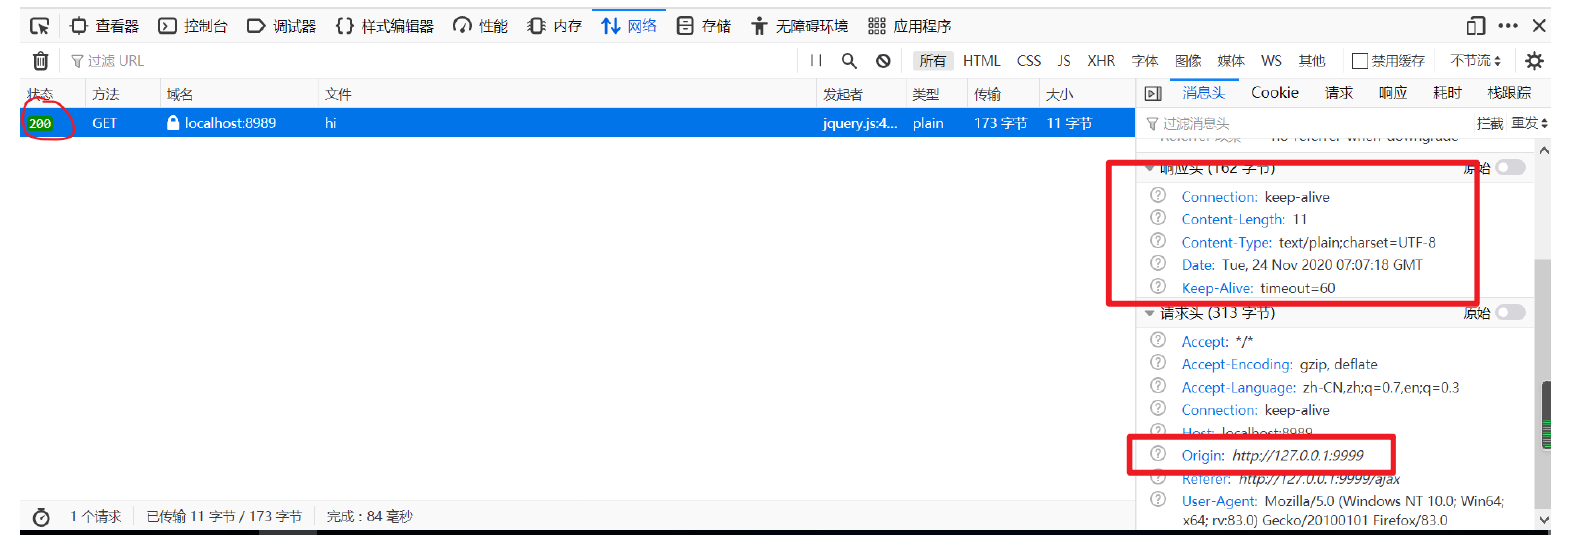 查看器 控制台 调试器 {} 样式编辑器 性能 内存 网络 存储 无障碍环境 应用程序
过滤 URL 所有 HTML CSS JS XHR 字体 图像 媒体 WS 其他 禁用缓存 不节流
状态 方法 域名 文件 发起者 类型 传输 大小 消息头 Cookie 请求 响应 耗时 栈跟踪
200 GET localhost:8989 hi jquery.js:4... plain 173 字节 11 字节 过滤消息头 拦截 重发
no-referrer-when-downgrade
响应头 (162 字节) 原始
Connection: keep-alive
Content-Length: 11
Content-Type: text/plain;charset=UTF-8
Date: Tue, 24 Nov 2020 07:07:18 GMT
Keep-Alive: timeout=60
请求头 (313 字节) 原始
Accept: */*
Accept-Encoding: gzip, deflate
Accept-Language: zh-CN,zh;q=0.7,en;q=0.3
Connection: keep-alive
Host: localhost:8989
Origin: http://127.0.0.1:9999
Referer: http://127.0.0.1:9999/ajax
User-Agent: Mozilla/5.0 (Windows NT 10.0; Win64;
x64; rv:83.0) Gecko/20100101 Firefox/83.0
1 个请求 已传输 11 字节 / 173 字节 完成：84 毫秒